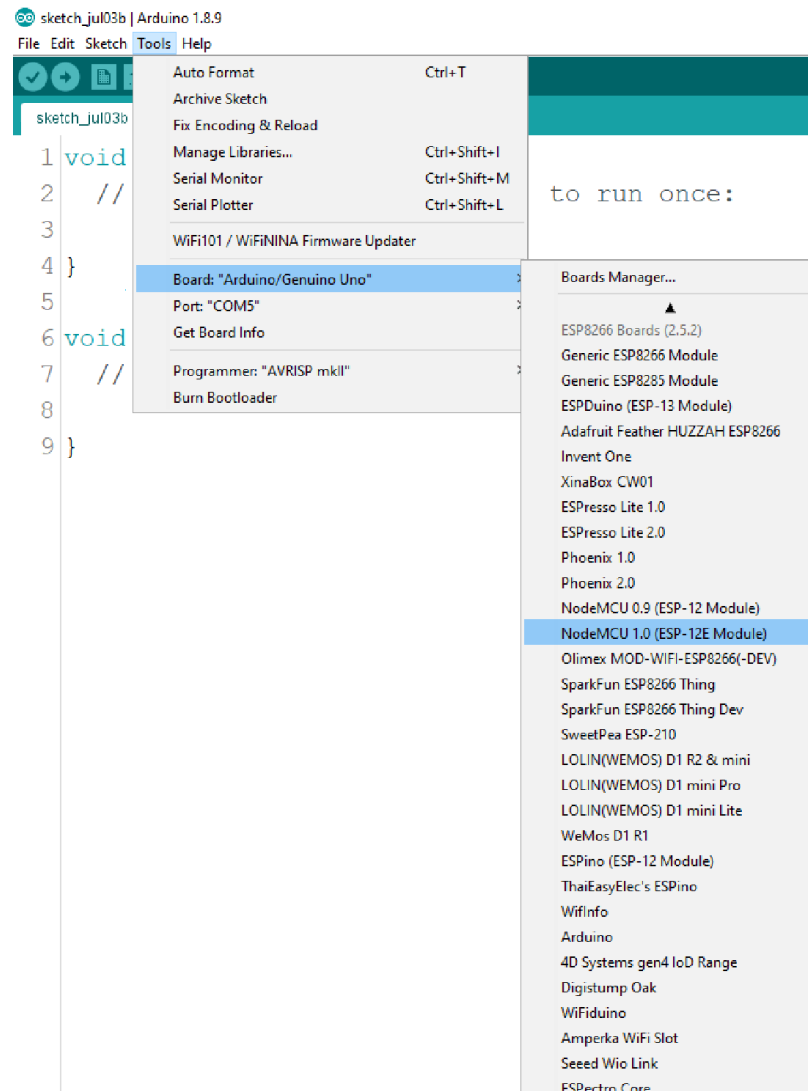 sketch_jul03b | Arduino 1.8.9
File Edit Sketch Tools Help
sketch_jul03b
Auto Format Ctrl+T
Archive Sketch
Fix Encoding & Reload
Manage Libraries... Ctrl+Shift+I
Serial Monitor Ctrl+Shift+M
Serial Plotter Ctrl+Shift+L
WiFi101 / WiFiNINA Firmware Updater
Board: "Arduino/Genuino Uno"
Port: "COM5"
Get Board Info
Programmer: "AVRISP mkII"
Burn Bootloader
1 void
2 // to run once:
3
4 }
5
6 void
7 //
8
9 }
Boards Manager...
ESP8266 Boards (2.5.2)
Generic ESP8266 Module
Generic ESP8285 Module
ESPDuino (ESP-13 Module)
Adafruit Feather HUZZAH ESP8266
Invent One
XinaBox CW01
ESPresso Lite 1.0
ESPresso Lite 2.0
Phoenix 1.0
Phoenix 2.0
NodeMCU 0.9 (ESP-12 Module)
NodeMCU 1.0 (ESP-12E Module)
Olimex MOD-WIFI-ESP8266(-DEV)
SparkFun ESP8266 Thing
SparkFun ESP8266 Thing Dev
SweetPea ESP-210
LOLIN(WEMOS) D1 R2 & mini
LOLIN(WEMOS) D1 mini Pro
LOLIN(WEMOS) D1 mini Lite
WeMos D1 R1
ESPino (ESP-12 Module)
ThaiEasyElec's ESPino
WifInfo
Arduino
4D Systems gen4 IoD Range
Digistump Oak
WiFiduino
Amperka WiFi Slot
Seeed Wio Link
ESPectro Core